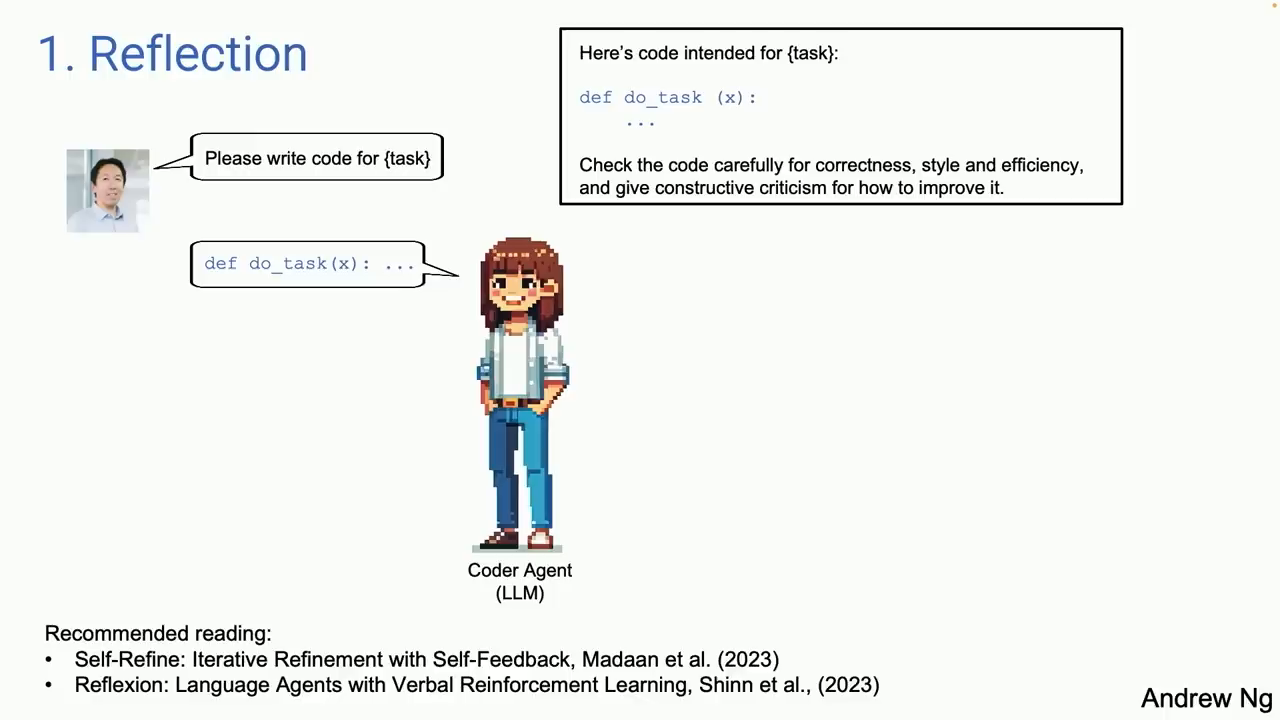 1. Reflection
Here's code intended for {task}:
def do_task (x):
...
Check the code carefully for correctness, style and efficiency,
and give constructive criticism for how to improve it.
Please write code for {task}
def do_task(x): ...
Coder Agent
(LLM)
Recommended reading:
• Self-Refine: Iterative Refinement with Self-Feedback, Madaan et al. (2023)
• Reflexion: Language Agents with Verbal Reinforcement Learning, Shinn et al., (2023)
Andrew Ng